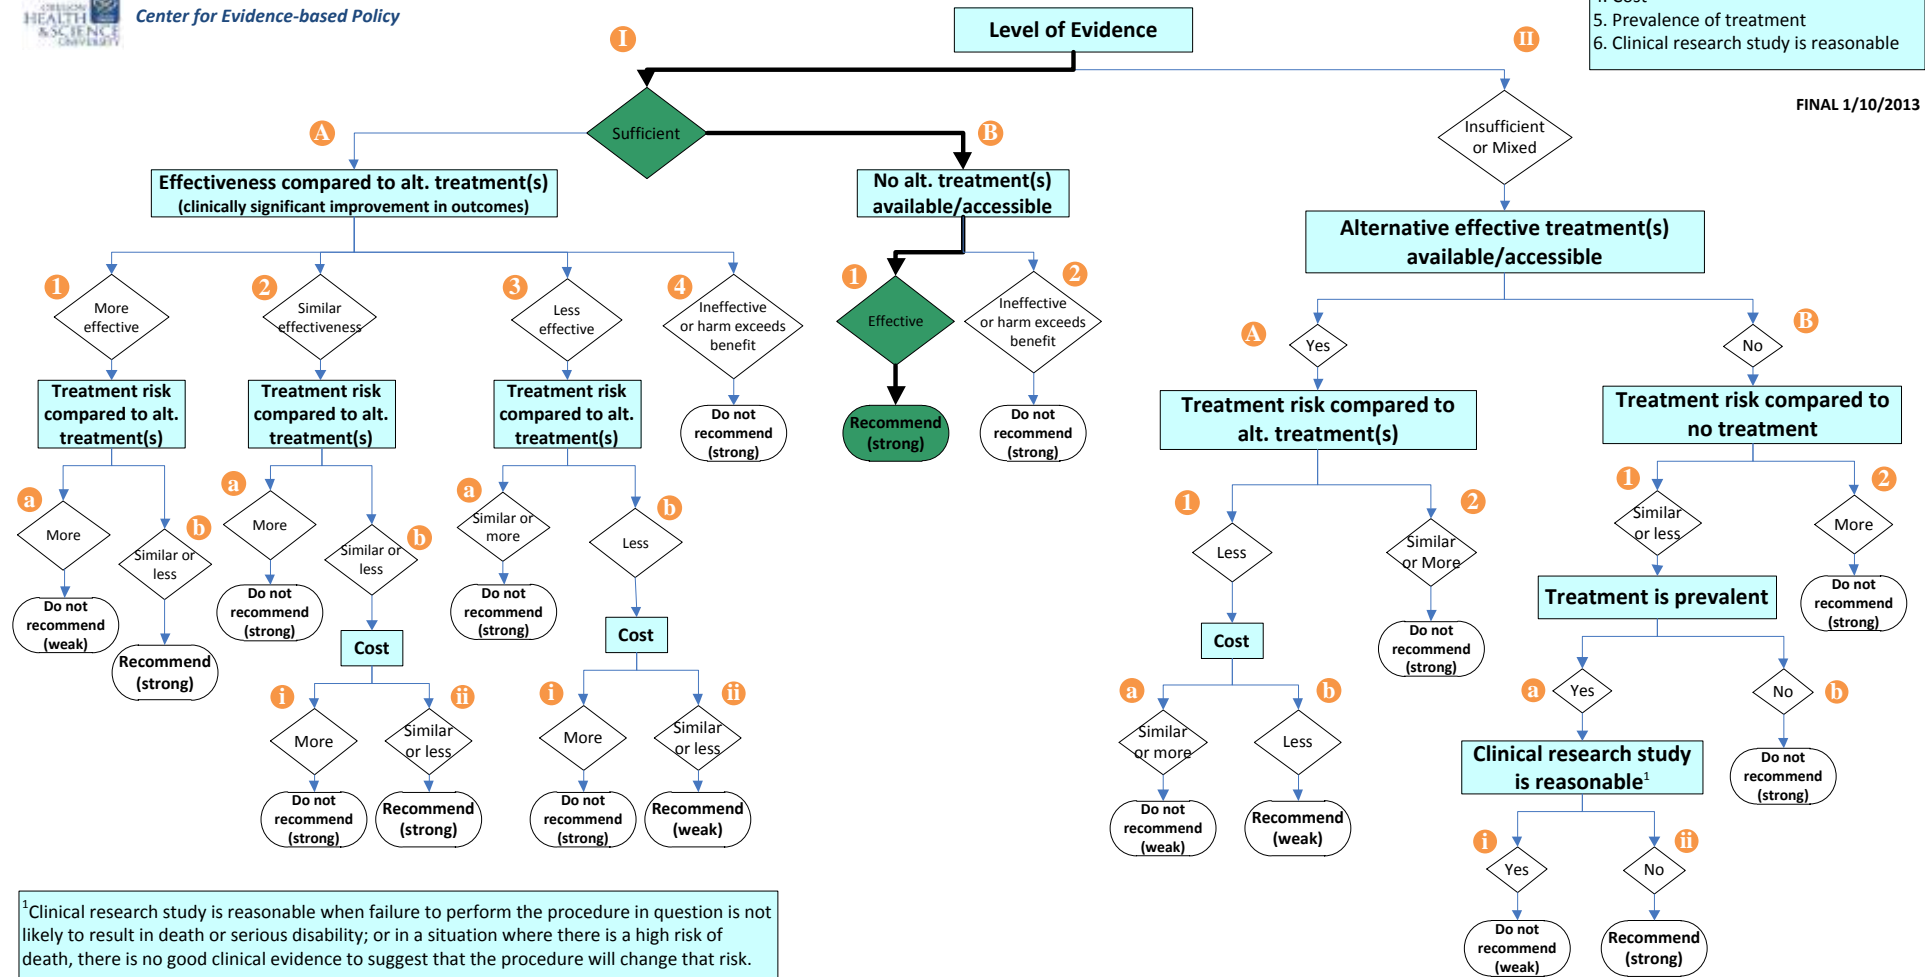 OREGON
HEALTH
& SCIENCE
UNIVERSITY
Center for Evidence-based Policy
4. Cost
5. Prevalence of treatment
6. Clinical research study is reasonable
FINAL 1/10/2013
Level of Evidence
I
II
Sufficient
Insufficient
or Mixed
A
B
Effectiveness compared to alt. treatment(s)
(clinically significant improvement in outcomes)
No alt. treatment(s)
available/accessible
Alternative effective treatment(s)
available/accessible
1
More
effective
2
Similar
effectiveness
3
Less
effective
4
Ineffective
or harm exceeds
benefit
1
Effective
2
Ineffective
or harm exceeds
benefit
A
Yes
B
No
Treatment risk
compared to alt.
treatment(s)
Treatment risk
compared to alt.
treatment(s)
Treatment risk
compared to alt.
treatment(s)
Do not
recommend
(strong)
Recommend
(strong)
Do not
recommend
(strong)
Treatment risk compared to
alt. treatment(s)
Treatment risk compared to
no treatment
a
More
b
Similar or
less
a
More
b
Similar or
less
a
Similar or
more
b
Less
1
Less
2
Similar
or More
1
Similar
or less
2
More
Do not
recommend
(weak)
Recommend
(strong)
Do not
recommend
(strong)
Cost
Do not
recommend
(strong)
Cost
Cost
Do not
recommend
(strong)
Treatment is prevalent
Do not
recommend
(strong)
i
More
ii
Similar
or less
i
More
ii
Similar
or less
a
Similar
or more
b
Less
a
Yes
No
b
Do not
recommend
(strong)
Recommend
(strong)
Do not
recommend
(strong)
Recommend
(weak)
Do not
recommend
(weak)
Recommend
(weak)
Clinical research study
is reasonable1
Do not
recommend
(strong)
i
Yes
ii
No
Do not
recommend
(weak)
Recommend
(strong)
1Clinical research study is reasonable when failure to perform the procedure in question is not
likely to result in death or serious disability; or in a situation where there is a high risk of
death, there is no good clinical evidence to suggest that the procedure will change that risk.